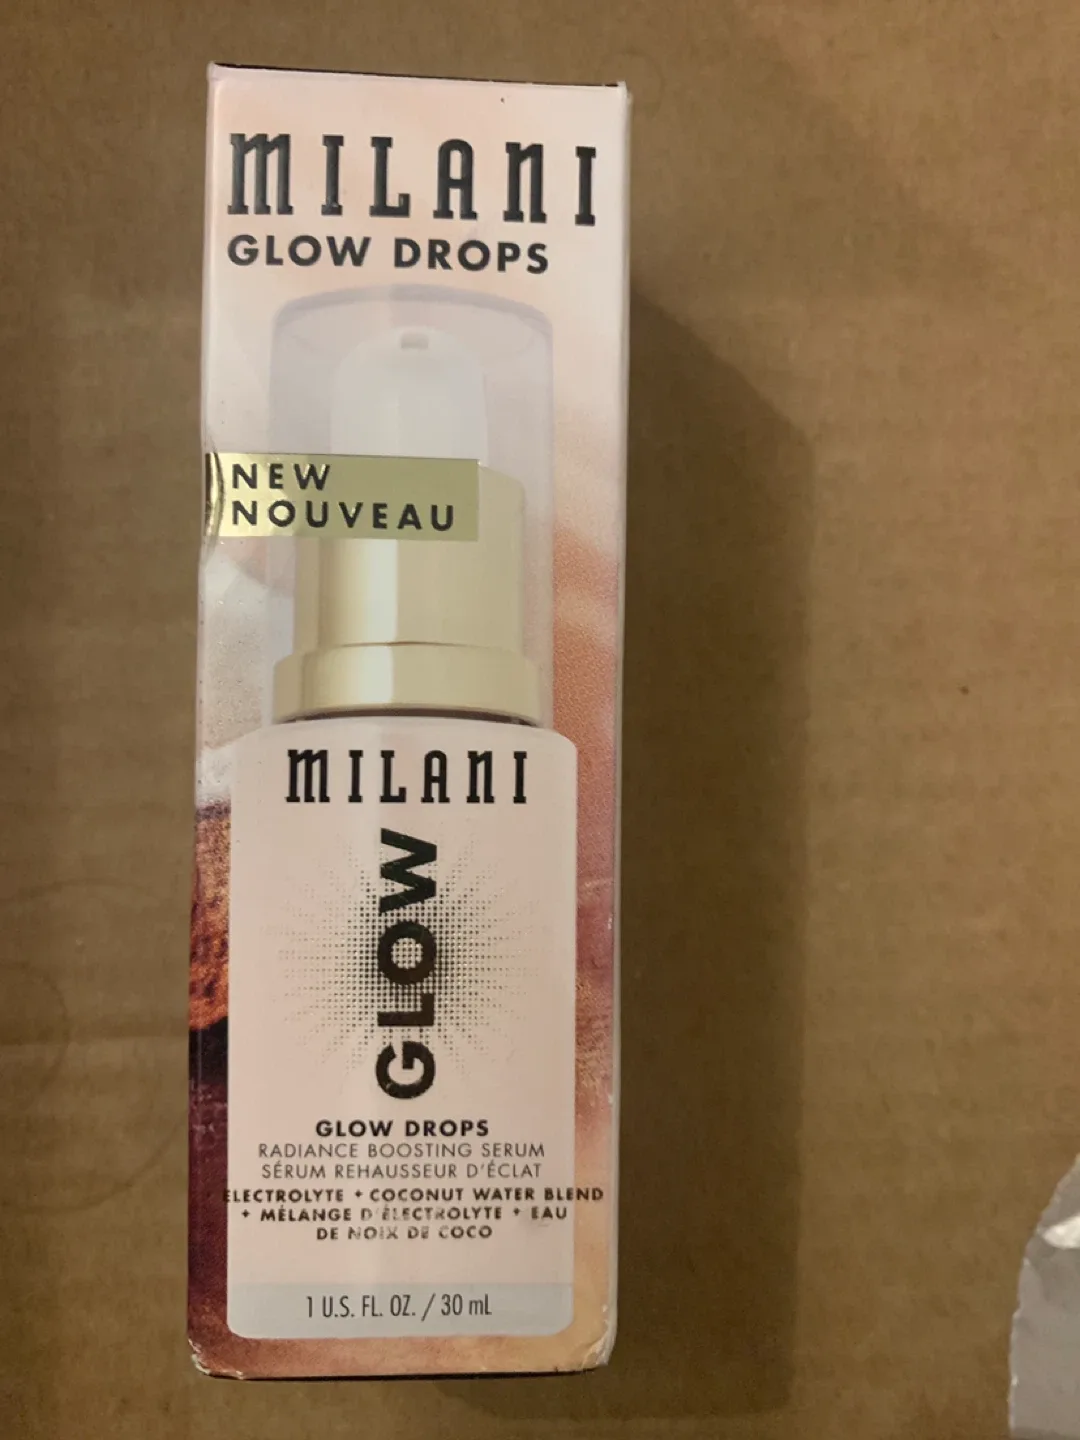 MILANI
GLOW DROPS
NEW
NOUVEAU
MILANI
GLOW
GLOW DROPS
RADIANCE BOOSTING SERUM
SÉRUM REHAUSSEUR D'ÉCLAT
ELECTROLYTE + COCONUT WATER BLEND
+ MÉLANGE D'ÉLECTROLYTE + EAU
DE NOIX DE COCO
1 U.S. FL. OZ. / 30 mL